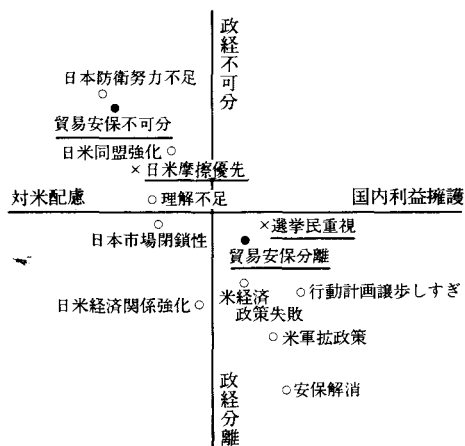 政経不可分
日本防衛努力不足
貿易安保不可分
日米同盟強化
×日米摩擦優先
対米配慮
理解不足
国内利益擁護
日本市場閉鎖性
×選挙民重視
貿易安保分離
日米経済関係強化
米経済
政策失敗
行動計画譲歩しすぎ
米軍拡政策
安保解消
政経分離